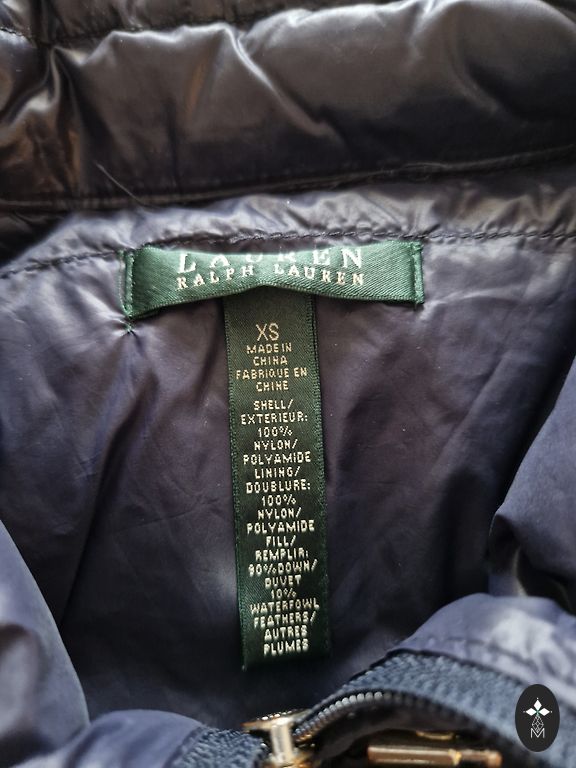 LAUREN
RALPH LAUREN
XS
MADE IN
CHINA
FABRIQUE EN
CHINE
SHELL/
EXTERIEUR:
100%
NYLON/
POLYAMIDE
LINING/
DOUBLURE:
100%
NYLON/
POLYAMIDE
FILL/
REMPLIR:
90%DOWN/
DUVET
10%
WATERFOWL
FEATHERS/
AUTRES
PLUMES
M